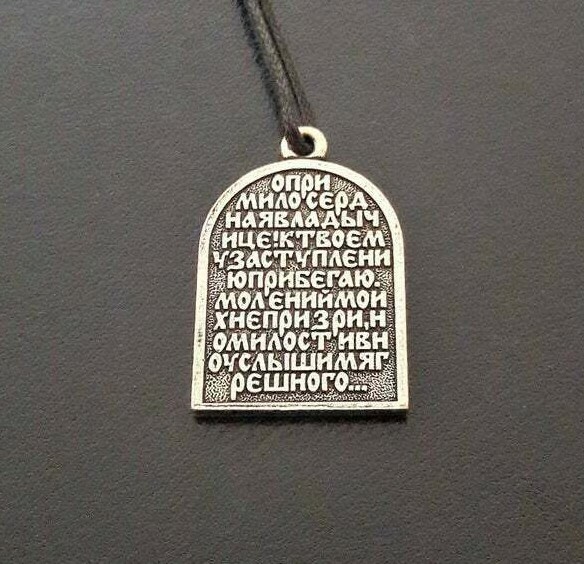 ОПРИ
МИЛОСЕРД
НАЯВЛАДЫЧ
ИЦЕ!КТВОЕМ
УЗАСТУПЛЕНИ
ЮПРИБЕГАЮ:
МОЛЕНИЙМОИ
ХНЕПРИЗРИ,Н
ОМИЛОСТИВН
ОУСЛЫШИМЯГ
РЕШНОГО...